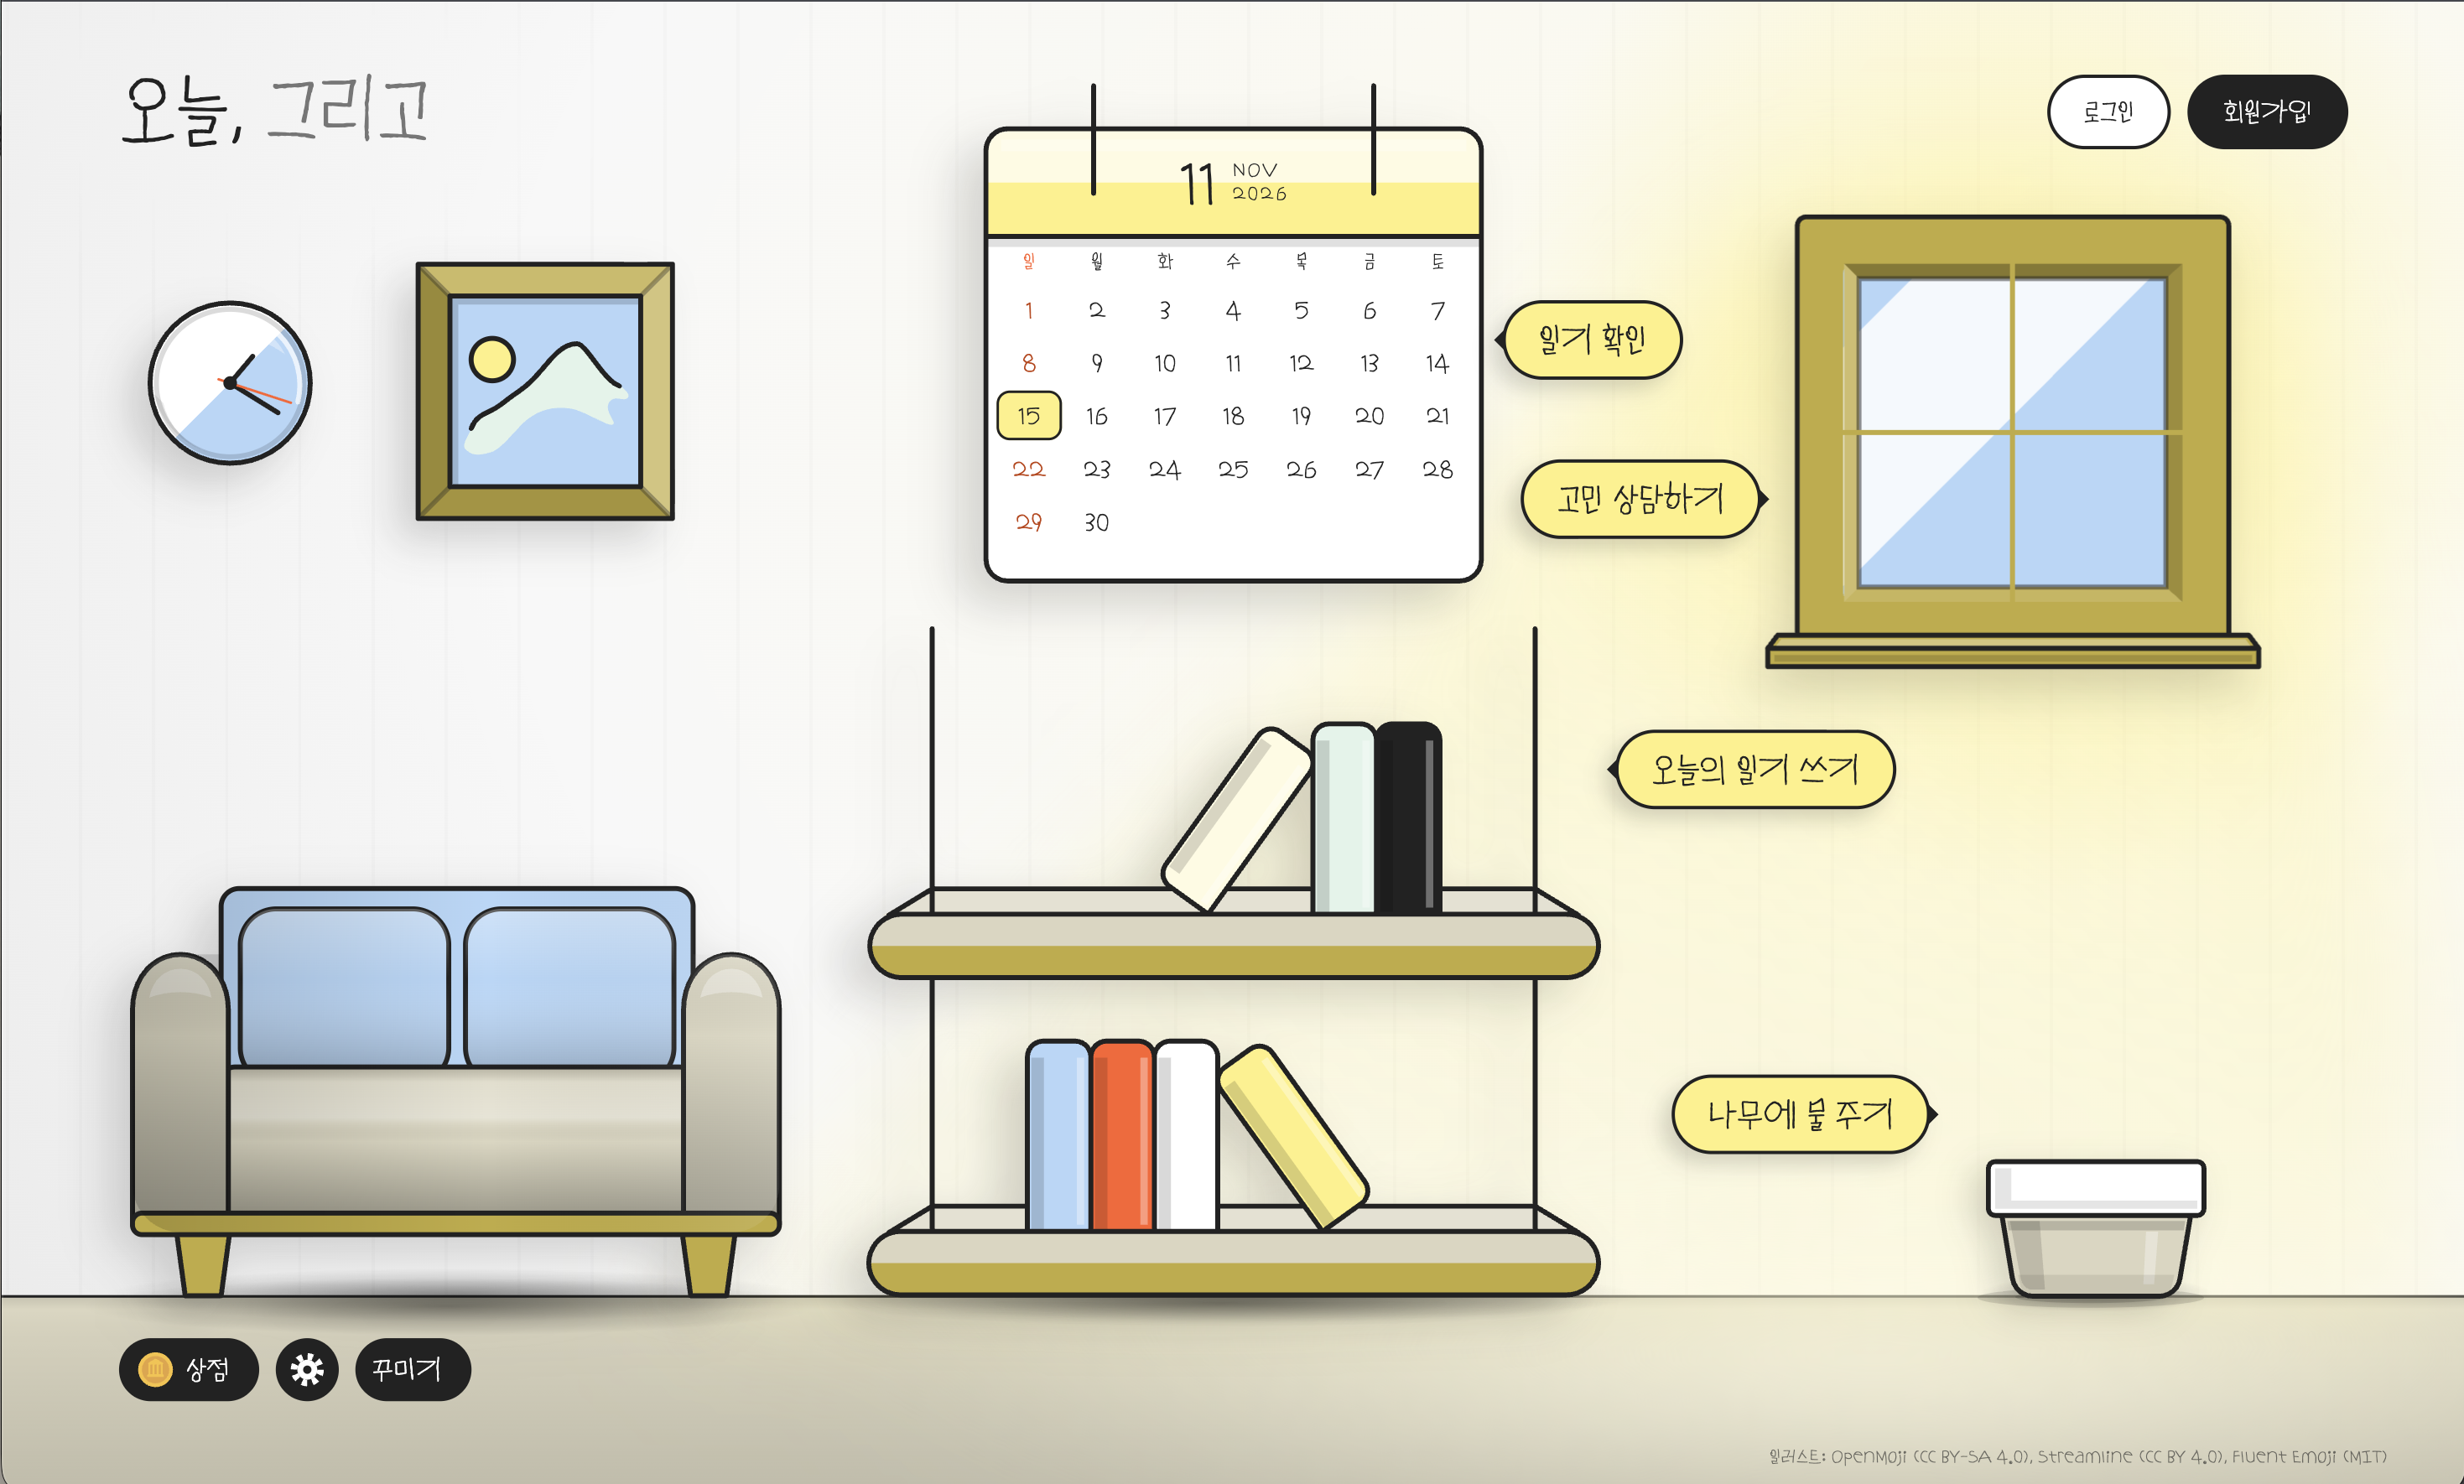 오늘, 그리고
로그인
회원가입
11 NOV 2026
일 월 화 수 목 금 토
1 2 3 4 5 6 7
8 9 10 11 12 13 14
15 16 17 18 19 20 21
22 23 24 25 26 27 28
29 30
일기 확인
고민 상담하기
오늘의 일기 쓰기
나무에 물 주기
상점
꾸미기
일러스트: OpenMoji (CC BY-SA 4.0), Streamline (CC BY 4.0), Fluent Emoji (MIT)